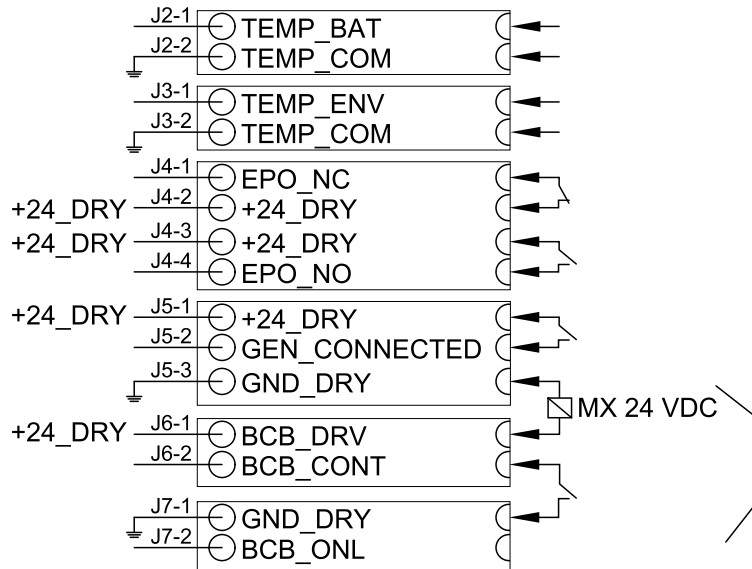 J2-1 TEMP_BAT
J2-2 TEMP_COM
J3-1 TEMP_ENV
J3-2 TEMP_COM
J4-1 EPO_NC
+24_DRY J4-2 +24_DRY
+24_DRY J4-3 +24_DRY
J4-4 EPO_NO
+24_DRY J5-1 +24_DRY
J5-2 GEN_CONNECTED
J5-3 GND_DRY
MX 24 VDC
+24_DRY J6-1 BCB_DRV
J6-2 BCB_CONT
J7-1 GND_DRY
J7-2 BCB_ONL